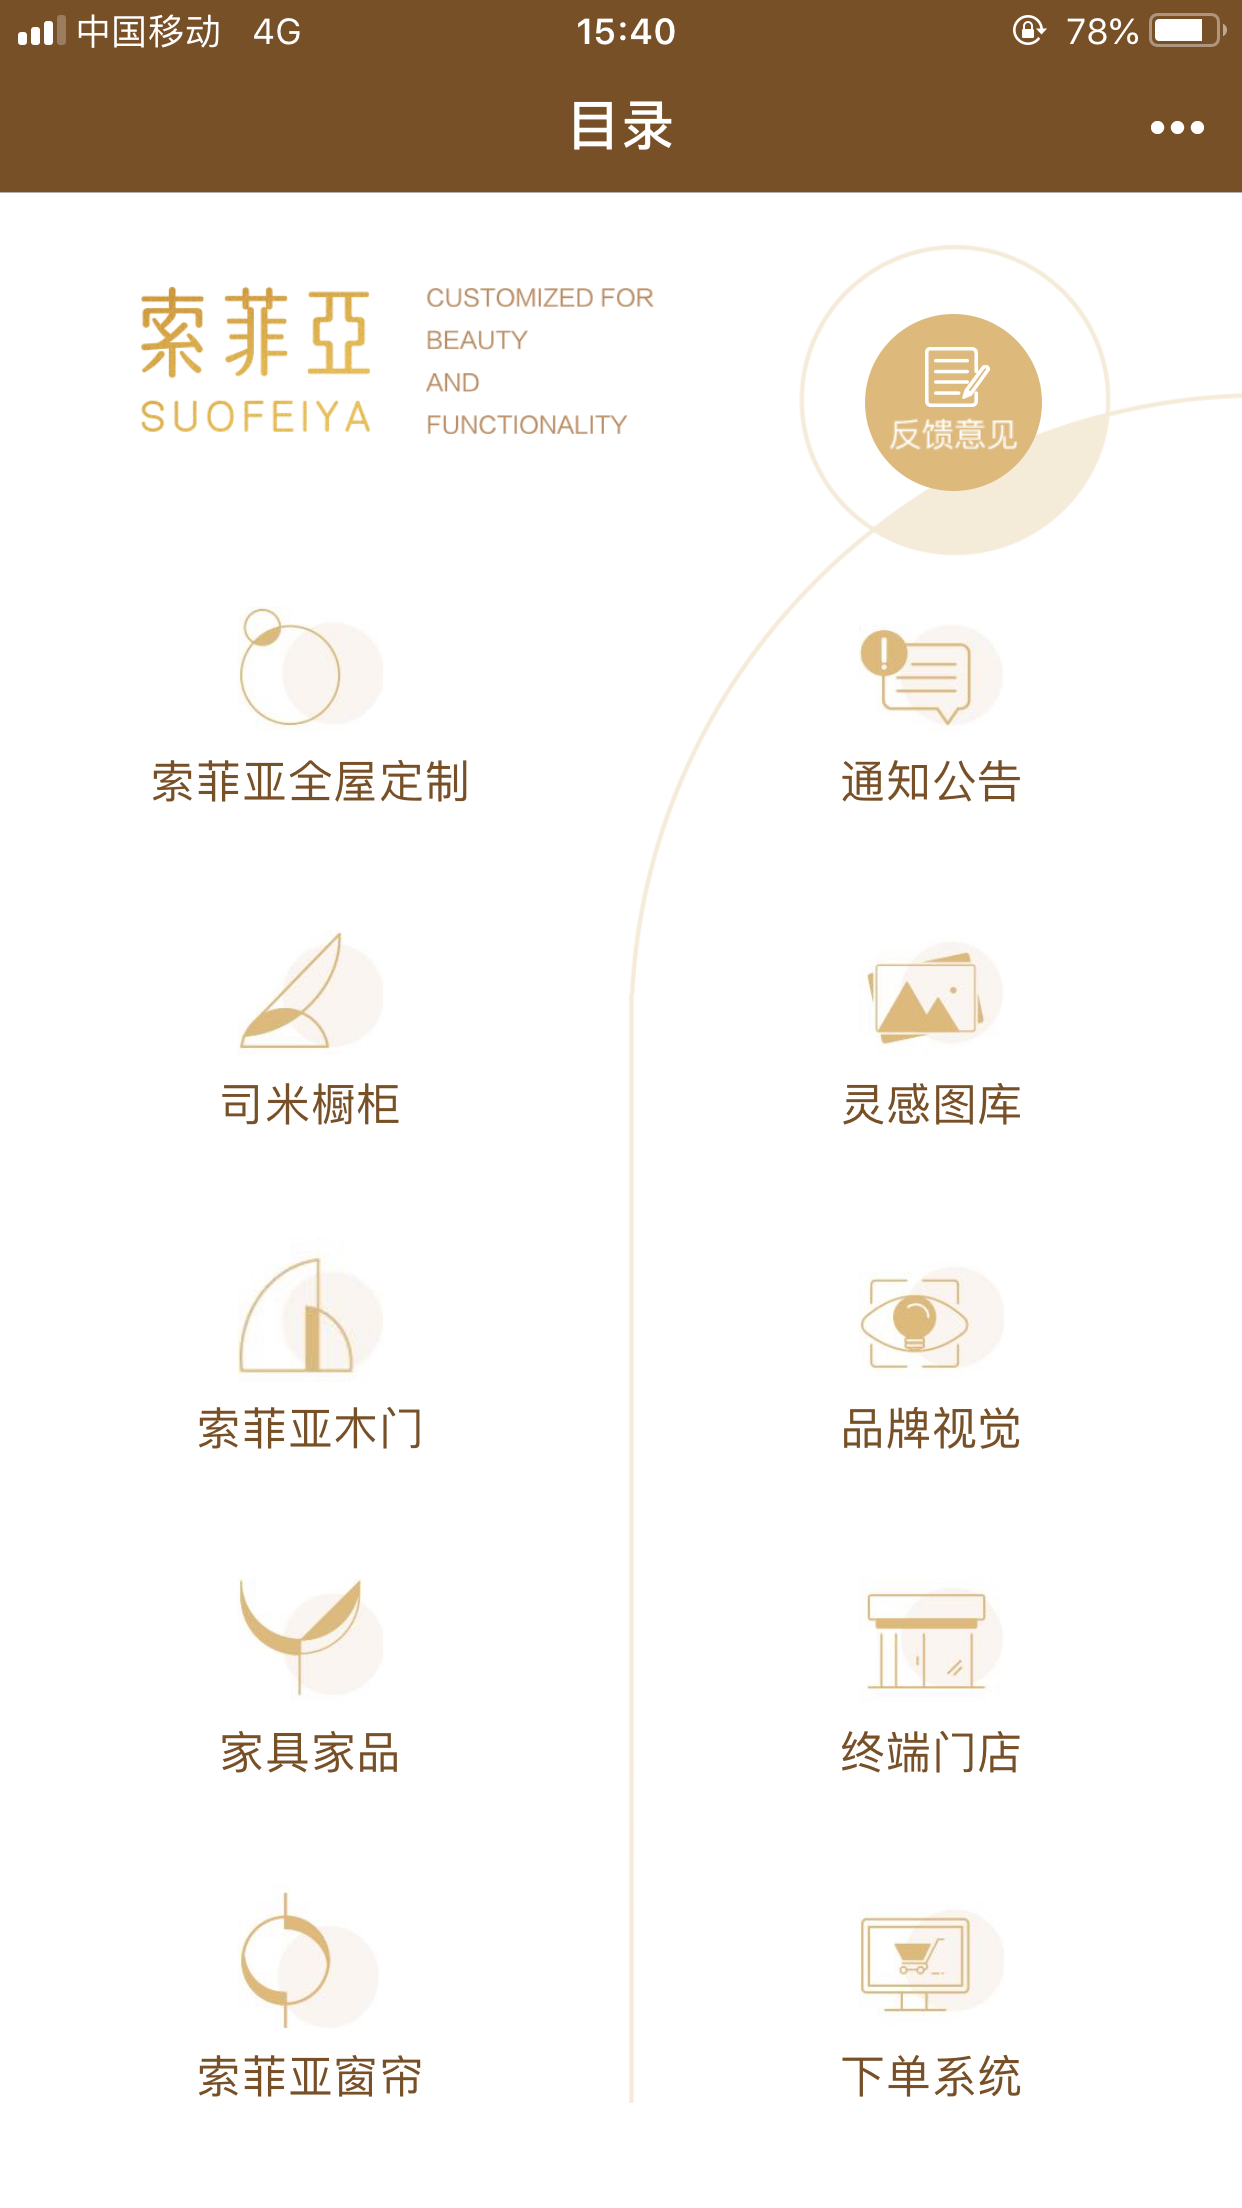 中国移动 4G 15:40 78%
目录
索菲亞
SUOFEIYA
CUSTOMIZED FOR
BEAUTY
AND
FUNCTIONALITY
反馈意见
索菲亚全屋定制
通知公告
司米橱柜
灵感图库
索菲亚木门
品牌视觉
家具家品
终端门店
索菲亚窗帘
下单系统